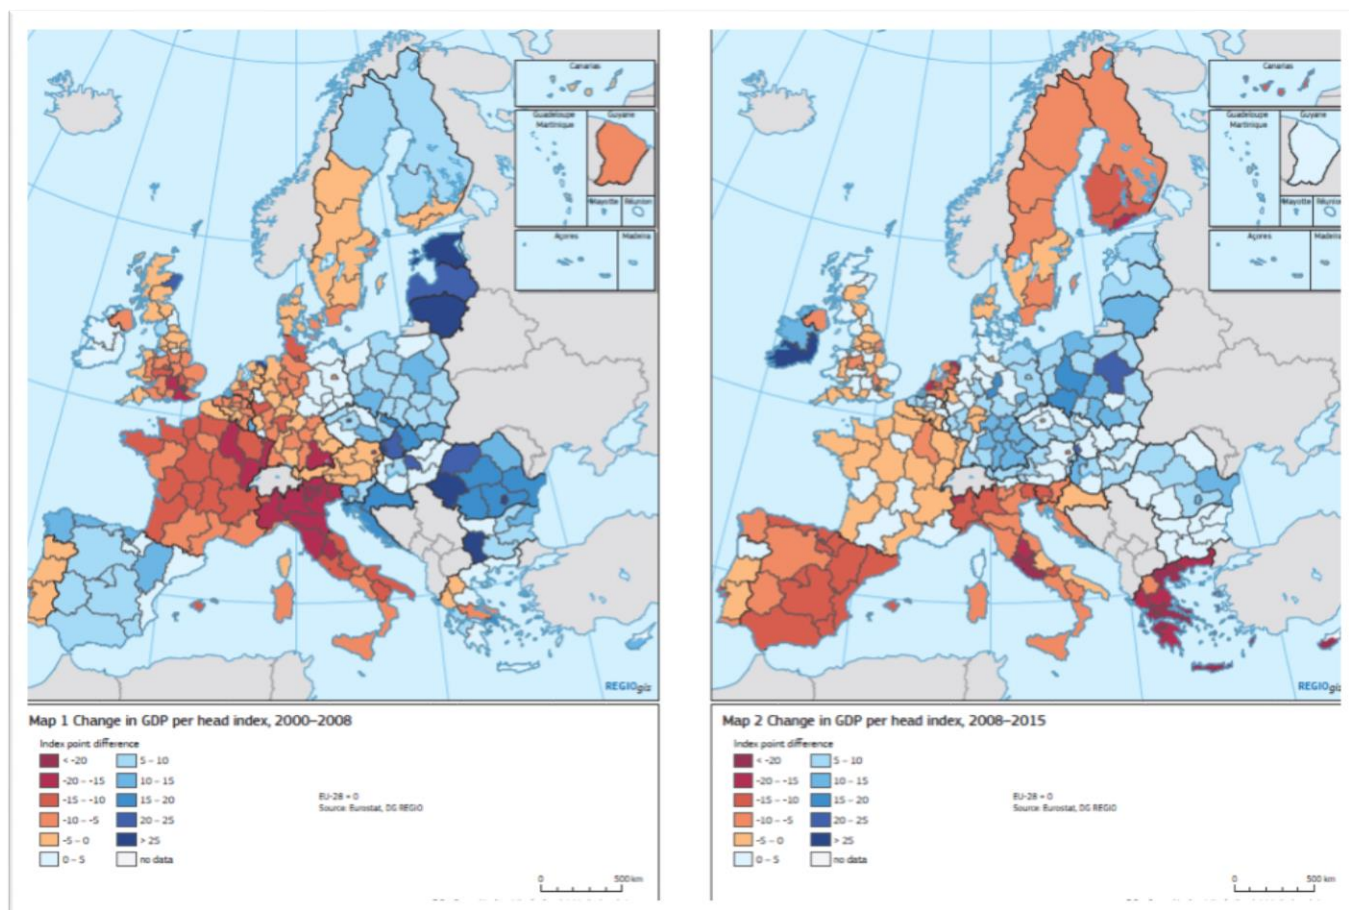 Canarias
Guadeloupe
Martinique
Guyane
Mayotte
Réunion
Açores
Madeira
REGIOgis
Map 1 Change in GDP per head index, 2000–2008
Index point difference
< -20
-20 – -15
-15 – -10
-10 – -5
-5 – 0
0 – 5
5 – 10
10 – 15
15 – 20
20 – 25
> 25
no data
EU-28 = 0
Source: Eurostat, DG REGIO
0
500 km
Canarias
Guadeloupe
Martinique
Guyane
Mayotte
Réunion
Açores
Madeira
REGIOgis
Map 2 Change in GDP per head index, 2008–2015
Index point difference
< -20
-20 – -15
-15 – -10
-10 – -5
-5 – 0
0 – 5
5 – 10
10 – 15
15 – 20
20 – 25
> 25
no data
EU-28 = 0
Source: Eurostat, DG REGIO
0
500 km